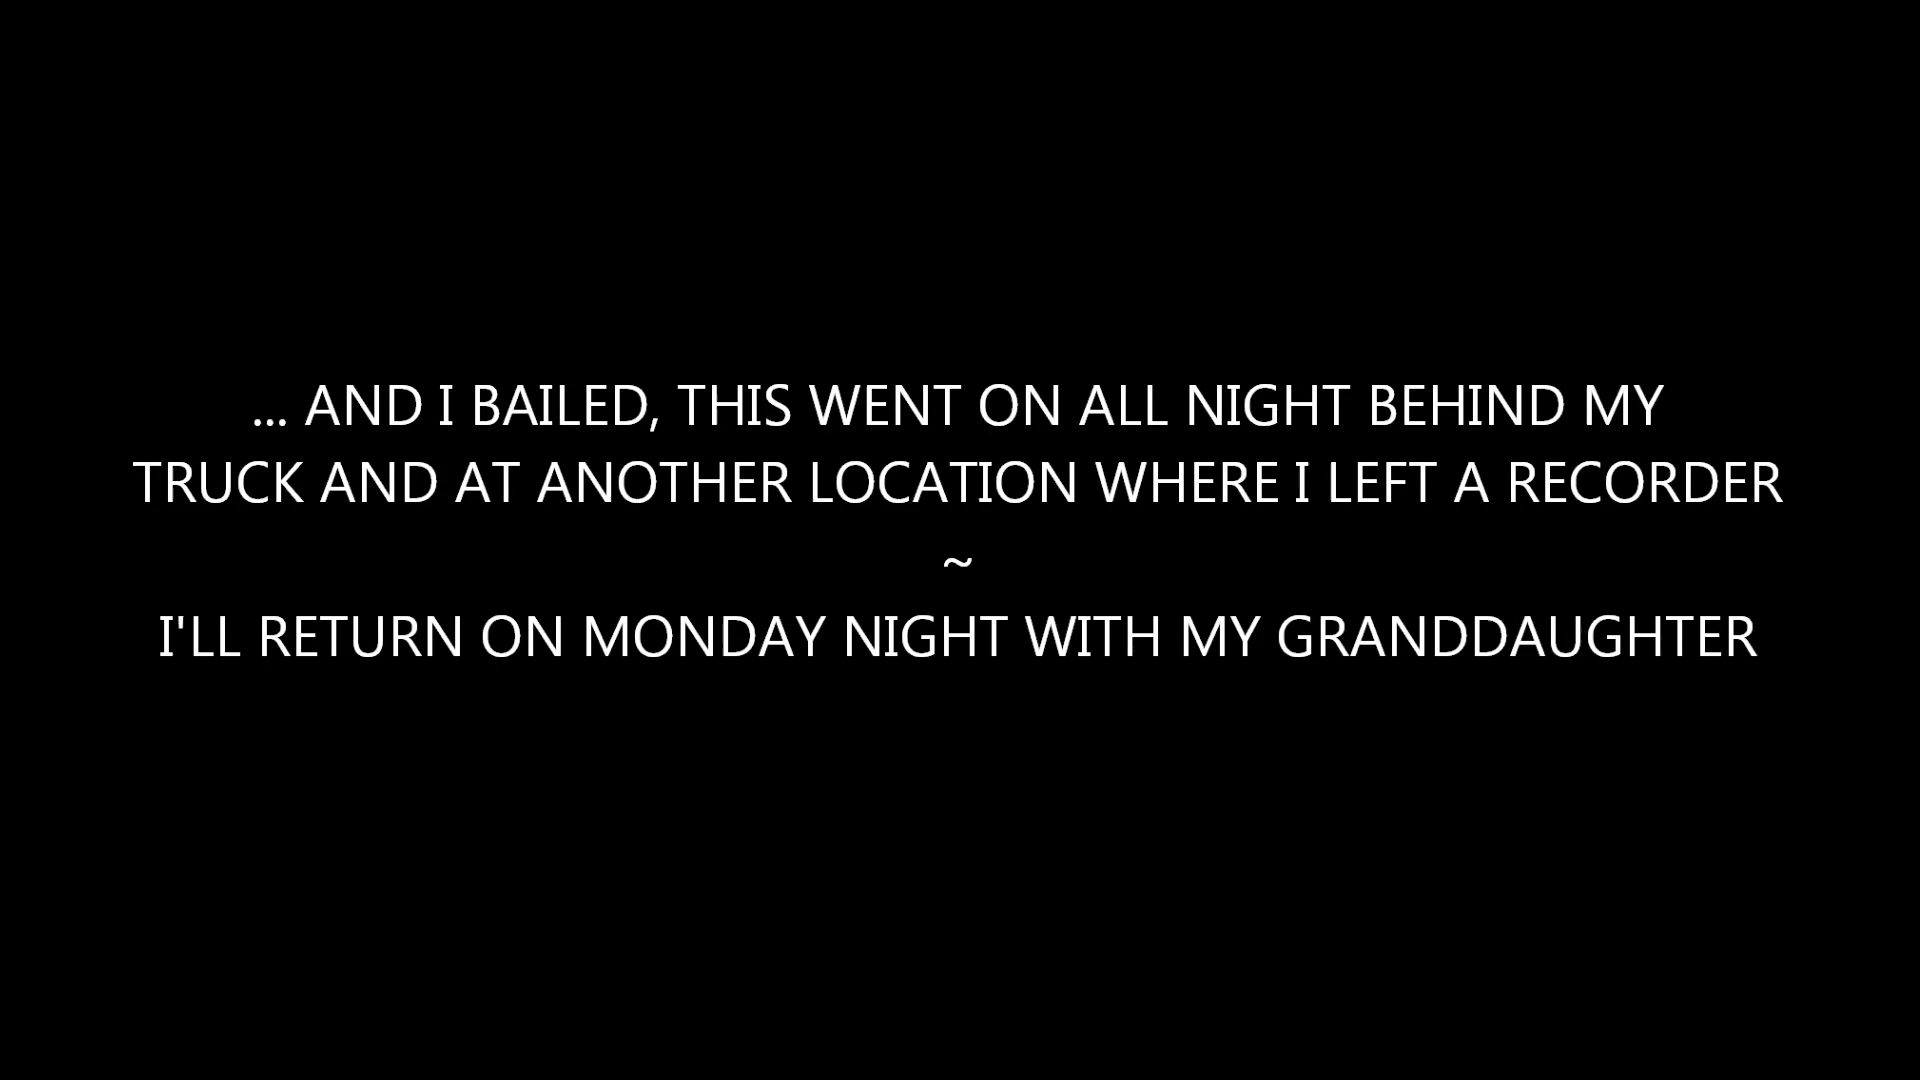 ... AND I BAILED, THIS WENT ON ALL NIGHT BEHIND MY
TRUCK AND AT ANOTHER LOCATION WHERE I LEFT A RECORDER
~
I'LL RETURN ON MONDAY NIGHT WITH MY GRANDDAUGHTER